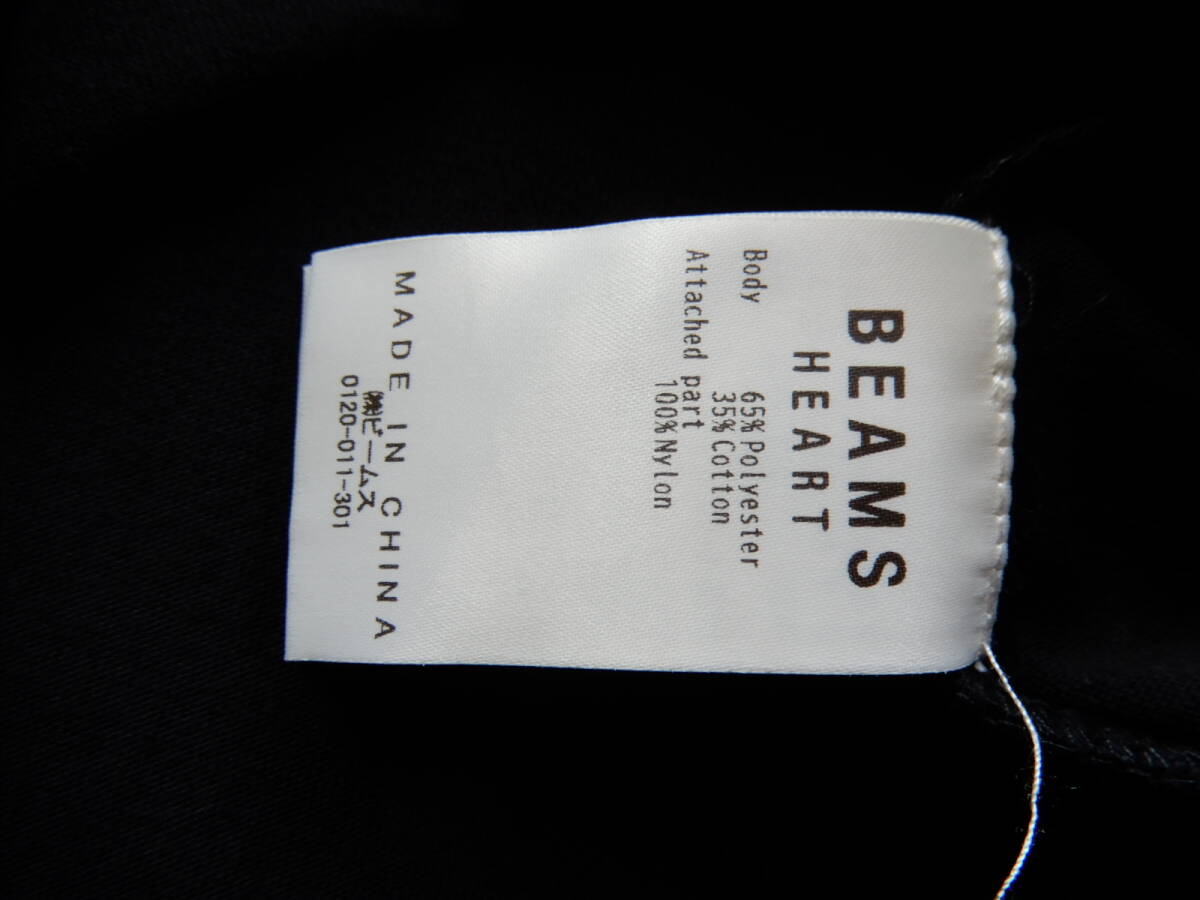 BEAMS
HEART
Body
65%Polyester
35%Cotton
Attached part
100%Nylon
MADE IN CHINA
㈱ビームス
0120-011-301